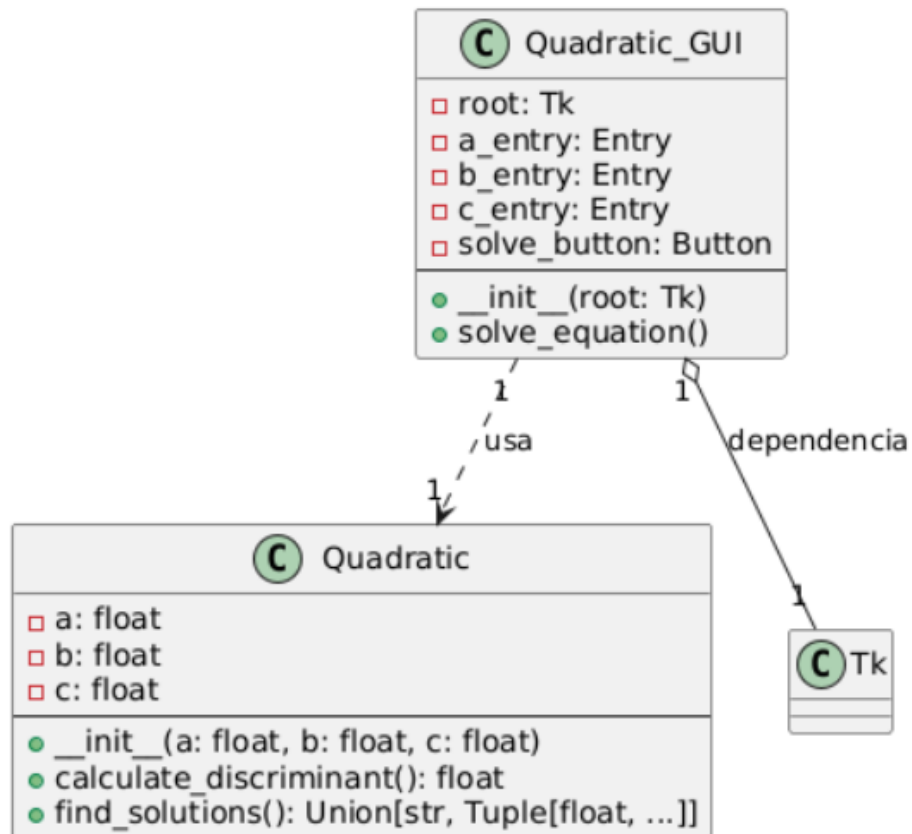 C Quadratic_GUI
root: Tk
a_entry: Entry
b_entry: Entry
c_entry: Entry
solve_button: Button
__init__(root: Tk)
solve_equation()
1
1
usa
dependencia
1
1
C Quadratic
a: float
b: float
c: float
__init__(a: float, b: float, c: float)
calculate_discriminant(): float
find_solutions(): Union[str, Tuple[float, ...]]
C Tk